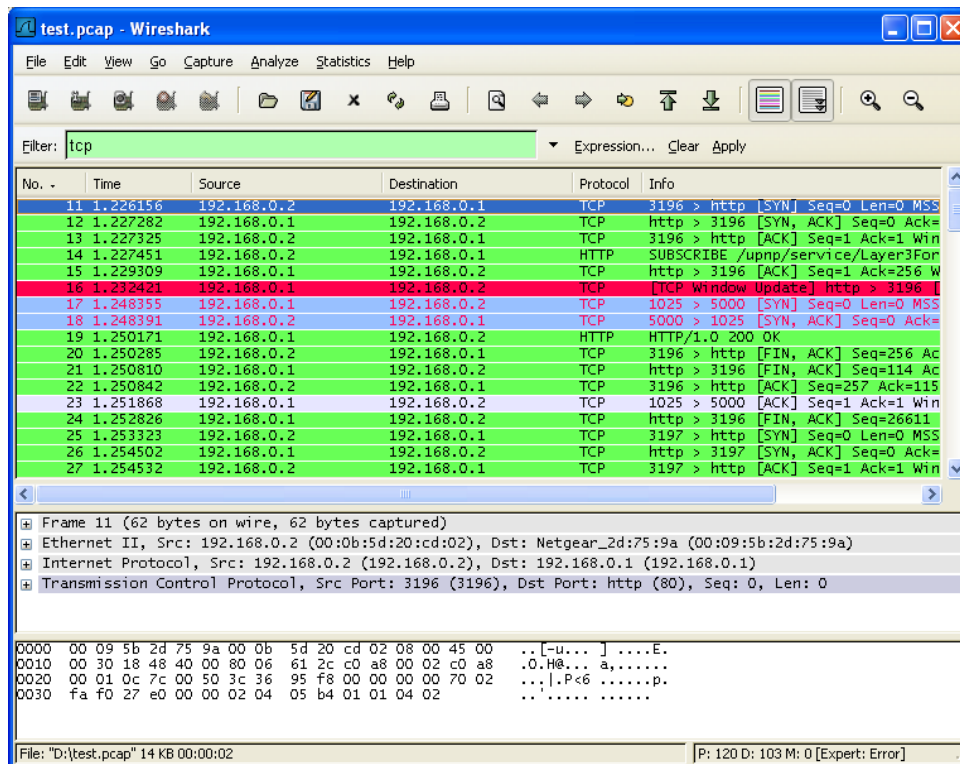 test.pcap - Wireshark
File Edit View Go Capture Analyze Statistics Help
Filter: tcp Expression... Clear Apply
No. - Time Source Destination Protocol Info
11 1.226156 192.168.0.2 192.168.0.1 TCP 3196 > http [SYN] Seq=0 Len=0 MSS
12 1.227282 192.168.0.1 192.168.0.2 TCP http > 3196 [SYN, ACK] Seq=0 Ack=
13 1.227325 192.168.0.2 192.168.0.1 TCP 3196 > http [ACK] Seq=1 Ack=1 Win
14 1.227451 192.168.0.2 192.168.0.1 HTTP SUBSCRIBE /upnp/service/Layer3For
15 1.229309 192.168.0.1 192.168.0.2 TCP http > 3196 [ACK] Seq=1 Ack=256 W
16 1.232421 192.168.0.1 192.168.0.2 TCP [TCP Window Update] http > 3196 [
17 1.248355 192.168.0.1 192.168.0.2 TCP 1025 > 5000 [SYN] Seq=0 Len=0 MSS
18 1.248391 192.168.0.2 192.168.0.1 TCP 5000 > 1025 [SYN, ACK] Seq=0 Ack=
19 1.250171 192.168.0.1 192.168.0.2 HTTP HTTP/1.0 200 OK
20 1.250285 192.168.0.2 192.168.0.1 TCP 3196 > http [FIN, ACK] Seq=256 Ac
21 1.250810 192.168.0.1 192.168.0.2 TCP http > 3196 [FIN, ACK] Seq=114 Ac
22 1.250842 192.168.0.2 192.168.0.1 TCP 3196 > http [ACK] Seq=257 Ack=115
23 1.251868 192.168.0.1 192.168.0.2 TCP 1025 > 5000 [ACK] Seq=1 Ack=1 Win
24 1.252826 192.168.0.1 192.168.0.2 TCP http > 3196 [FIN, ACK] Seq=26611
25 1.253323 192.168.0.2 192.168.0.1 TCP 3197 > http [SYN] Seq=0 Len=0 MSS
26 1.254502 192.168.0.1 192.168.0.2 TCP http > 3197 [SYN, ACK] Seq=0 Ack=
27 1.254532 192.168.0.2 192.168.0.1 TCP 3197 > http [ACK] Seq=1 Ack=1 Win
Frame 11 (62 bytes on wire, 62 bytes captured)
Ethernet II, Src: 192.168.0.2 (00:0b:5d:20:cd:02), Dst: Netgear_2d:75:9a (00:09:5b:2d:75:9a)
Internet Protocol, Src: 192.168.0.2 (192.168.0.2), Dst: 192.168.0.1 (192.168.0.1)
Transmission Control Protocol, Src Port: 3196 (3196), Dst Port: http (80), Seq: 0, Len: 0
0000 00 09 5b 2d 75 9a 00 0b 5d 20 cd 02 08 00 45 00 ..[-u... ] ....E.
0010 00 30 18 48 40 00 80 06 61 2c c0 a8 00 02 c0 a8 .0.H@... a,......
0020 00 01 0c 7c 00 50 3c 36 95 f8 00 00 00 00 70 02 ...|.P<6 ......p.
0030 fa f0 27 e0 00 00 02 04 05 b4 01 01 04 02 ..'..... ......
File: "D:\test.pcap" 14 KB 00:00:02 P: 120 D: 103 M: 0 [Expert: Error]